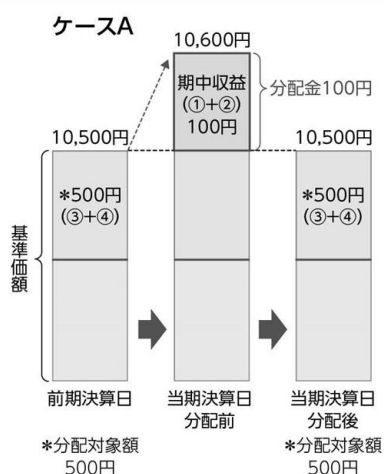 ケースA
10,600円
期中収益
(①+②)
100円
分配金100円
10,500円
10,500円
*500円
(③+④)
*500円
(③+④)
基準価額
前期決算日
当期決算日
分配前
当期決算日
分配後
*分配対象額
500円
*分配対象額
500円